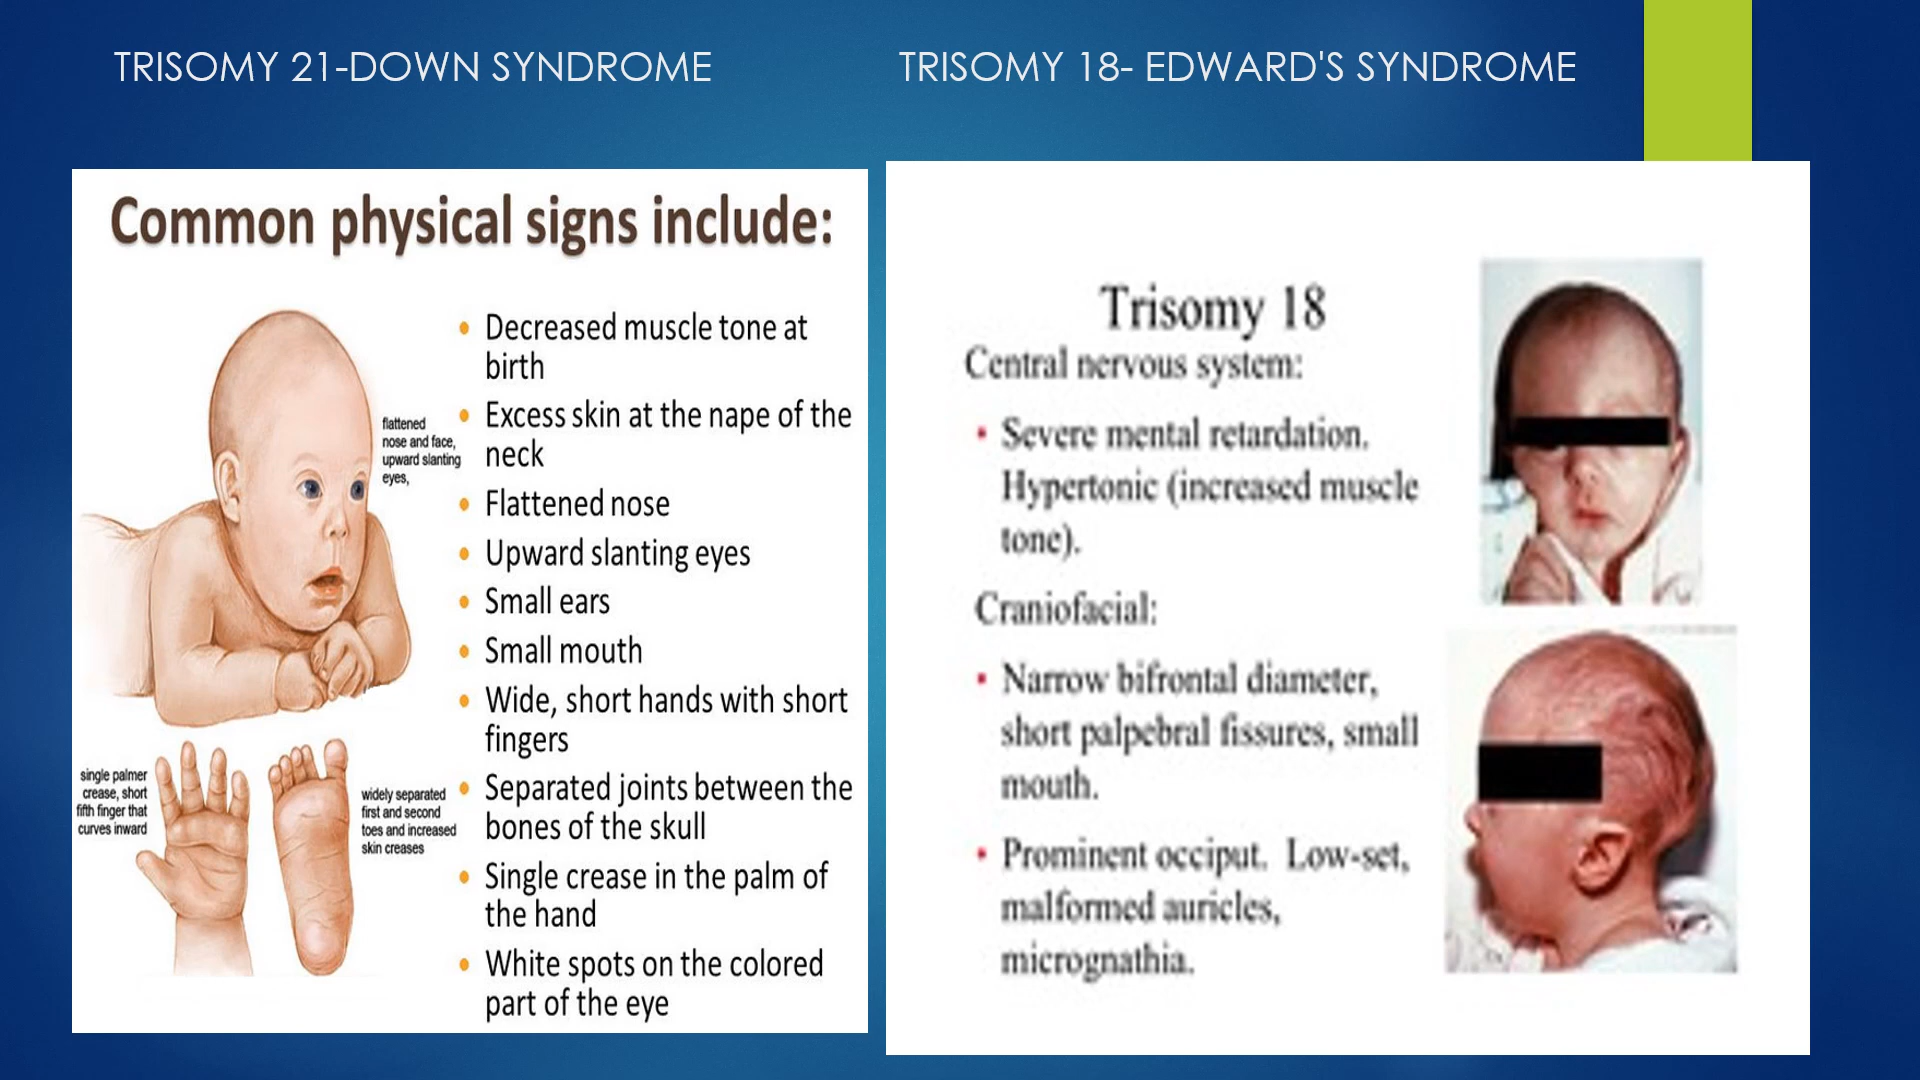 TRISOMY 21-DOWN SYNDROME
TRISOMY 18- EDWARD'S SYNDROME
Common physical signs include:
• Decreased muscle tone at
birth
• Excess skin at the nape of the
neck
• Flattened nose
• Upward slanting eyes
• Small ears
• Small mouth
• Wide, short hands with short
fingers
• Separated joints between the
bones of the skull
• Single crease in the palm of
the hand
• White spots on the colored
part of the eye
flattened
nose and face,
upward slanting
eyes,
single palmer
crease, short
fifth finger that
curves inward
widely separated
first and second
toes and increased
skin creases
Trisomy 18
Central nervous system:
• Severe mental retardation.
Hypertonic (increased muscle
tone).
Craniofacial:
• Narrow bifrontal diameter,
short palpebral fissures, small
mouth.
• Prominent occiput. Low-set,
malformed auricles,
micrognathia.